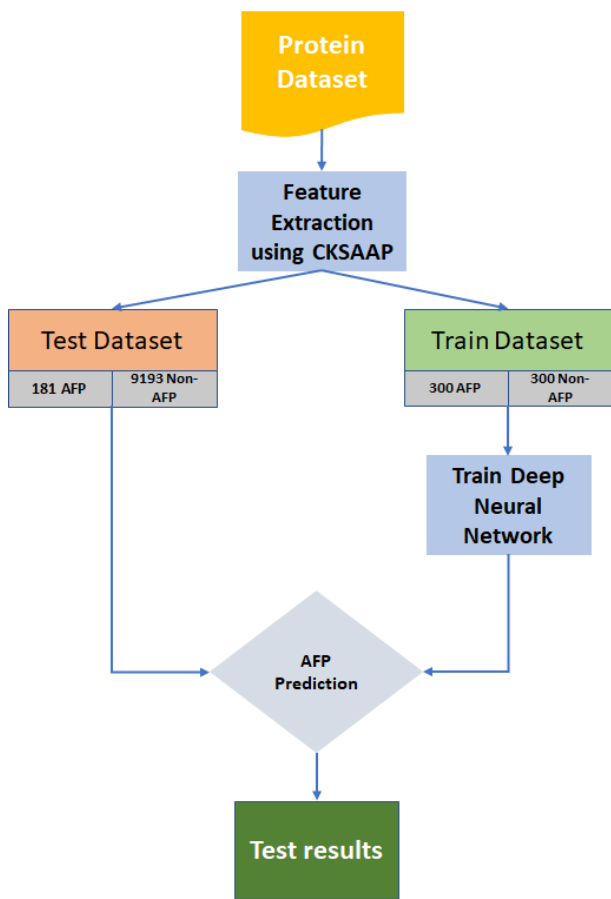 Protein
Dataset
Feature
Extraction
using CKSAAP
Test Dataset
181 AFP
9193 Non-
AFP
Train Dataset
300 AFP
300 Non-
AFP
Train Deep
Neural
Network
AFP
Prediction
Test results